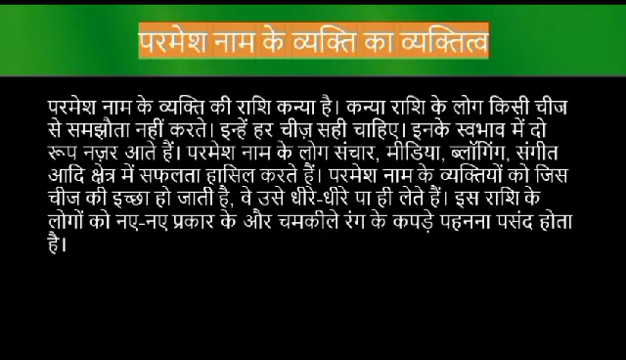 परमेश नाम के व्यक्ति का व्यक्तित्व
परमेश नाम के व्यक्ति की राशि कन्या है। कन्या राशि के लोग किसी चीज
से समझौता नहीं करते। इन्हें हर चीज़ सही चाहिए। इनके स्वभाव में दो
रूप नज़र आते हैं। परमेश नाम के लोग संचार, मीडिया, ब्लॉगिंग, संगीत
आदि क्षेत्र में सफलता हासिल करते हैं। परमेश नाम के व्यक्तियों को जिस
चीज की इच्छा हो जाती है, वे उसे धीरे-धीरे पा ही लेते हैं। इस राशि के
लोगों को नए-नए प्रकार के और चमकीले रंग के कपड़े पहनना पसंद होता
है।